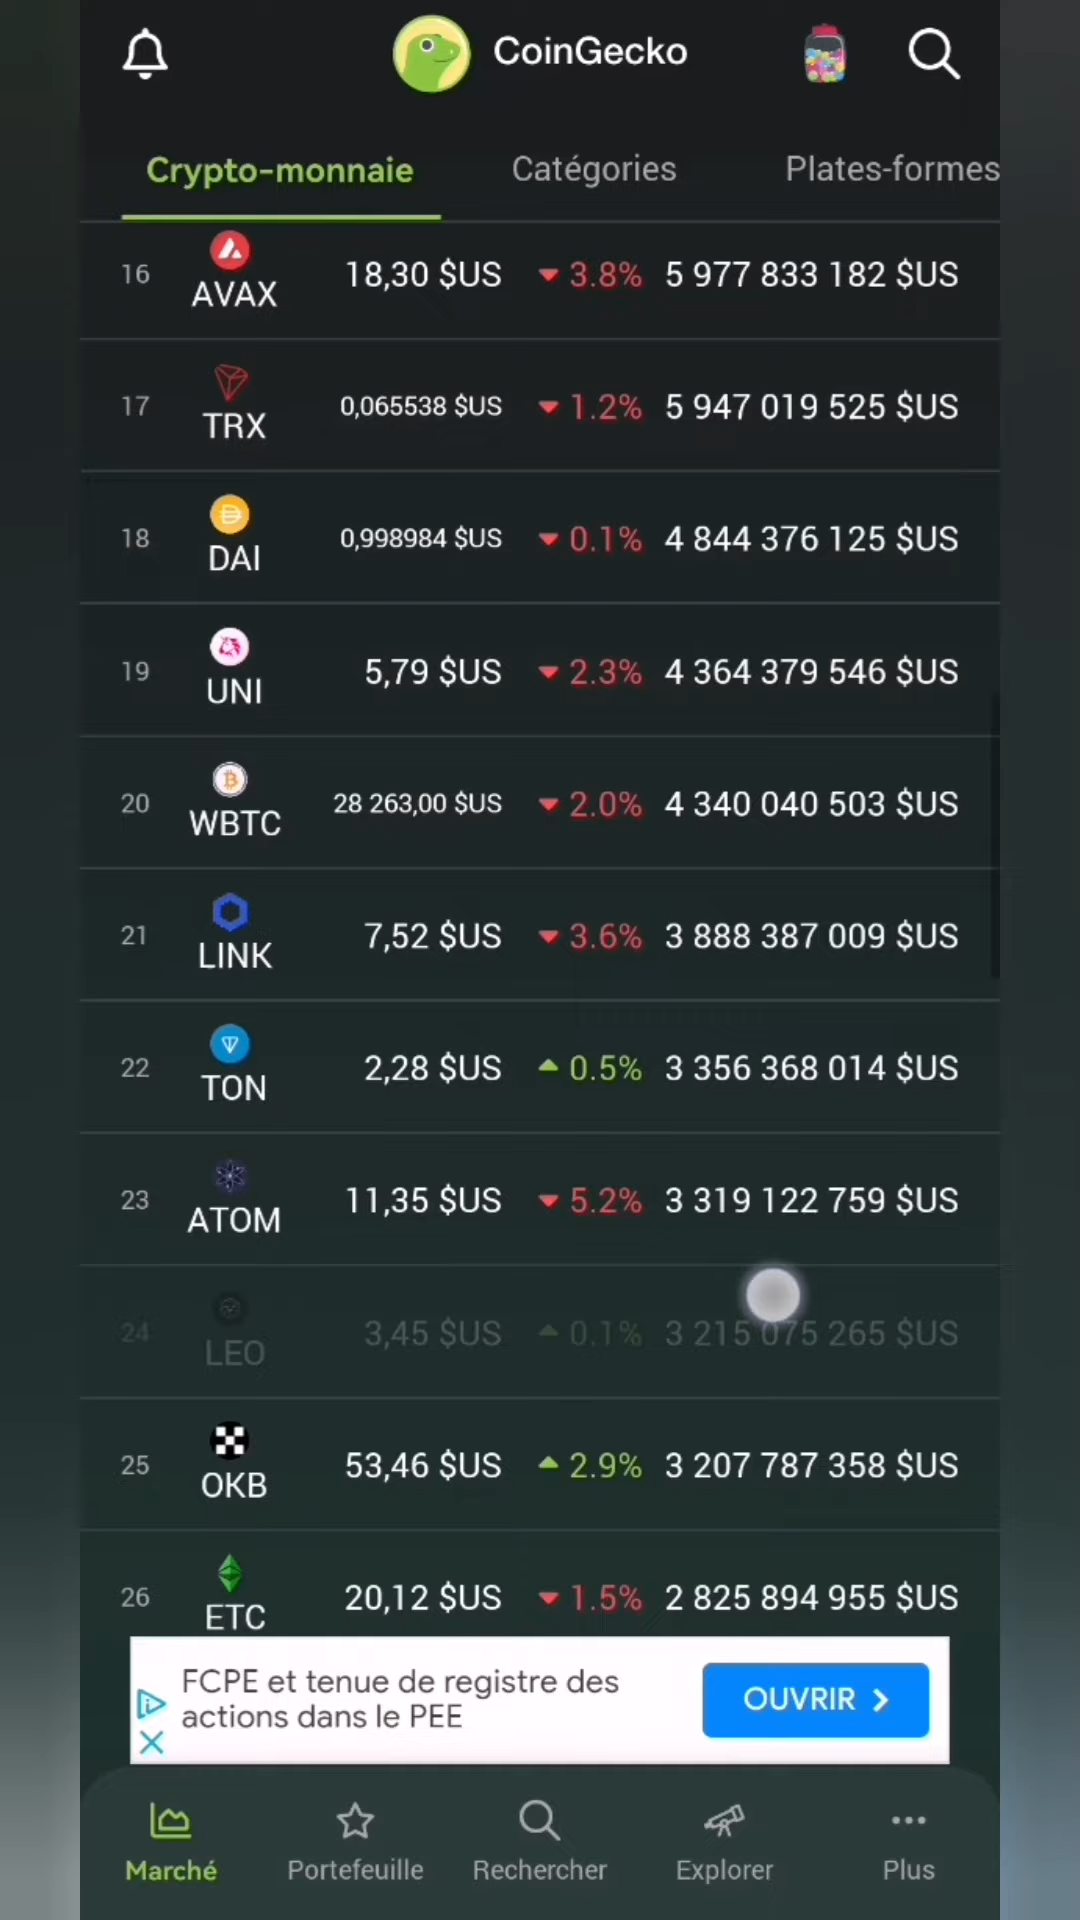 CoinGecko
Crypto-monnaie Catégories Plates-formes
16 AVAX 18,30 $US 3.8% 5 977 833 182 $US
17 TRX 0,065538 $US 1.2% 5 947 019 525 $US
18 DAI 0,998984 $US 0.1% 4 844 376 125 $US
19 UNI 5,79 $US 2.3% 4 364 379 546 $US
20 WBTC 28 263,00 $US 2.0% 4 340 040 503 $US
21 LINK 7,52 $US 3.6% 3 888 387 009 $US
22 TON 2,28 $US 0.5% 3 356 368 014 $US
23 ATOM 11,35 $US 5.2% 3 319 122 759 $US
24 LEO 3,45 $US 0.1% 3 215 075 265 $US
25 OKB 53,46 $US 2.9% 3 207 787 358 $US
26 ETC 20,12 $US 1.5% 2 825 894 955 $US
FCPE et tenue de registre des
actions dans le PEE
OUVRIR
Marché Portefeuille Rechercher Explorer Plus